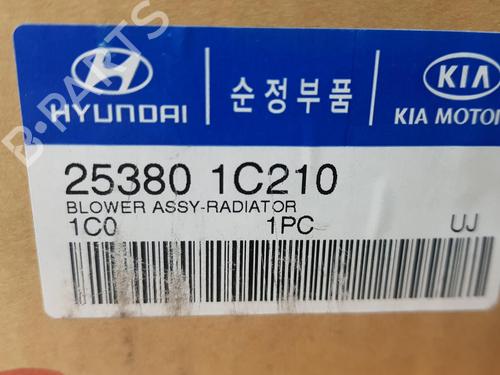 HYUNDAI
순정부품
KIA
KIA MOTOR
25380 1C210
BLOWER ASSY-RADIATOR
1C0 1PC UJ
B-PARTS